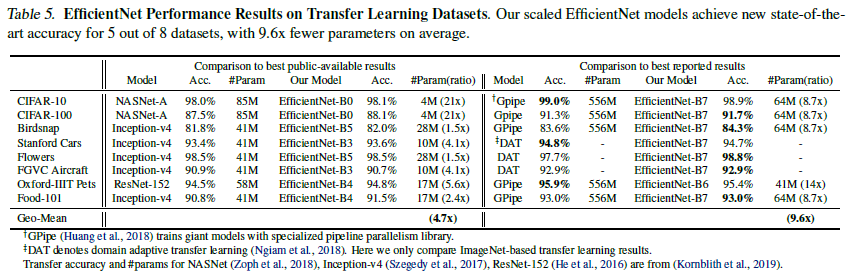 Table 5. EfficientNet Performance Results on Transfer Learning Datasets. Our scaled EfficientNet models achieve new state-of-the-
art accuracy for 5 out of 8 datasets, with 9.6x fewer parameters on average.
Comparison to best public-available results Comparison to best reported results
Model Acc. #Param Our Model Acc. #Param(ratio) Model Acc. #Param Our Model Acc. #Param(ratio)
CIFAR-10 NASNet-A 98.0% 85M EfficientNet-B0 98.1% 4M (21x) †Gpipe 99.0% 556M EfficientNet-B7 98.9% 64M (8.7x)
CIFAR-100 NASNet-A 87.5% 85M EfficientNet-B0 88.1% 4M (21x) Gpipe 91.3% 556M EfficientNet-B7 91.7% 64M (8.7x)
Birdsnap Inception-v4 81.8% 41M EfficientNet-B5 82.0% 28M (1.5x) GPipe 83.6% 556M EfficientNet-B7 84.3% 64M (8.7x)
Stanford Cars Inception-v4 93.4% 41M EfficientNet-B3 93.6% 10M (4.1x) ‡DAT 94.8% - EfficientNet-B7 94.7% -
Flowers Inception-v4 98.5% 41M EfficientNet-B5 98.5% 28M (1.5x) DAT 97.7% - EfficientNet-B7 98.8% -
FGVC Aircraft Inception-v4 90.9% 41M EfficientNet-B3 90.7% 10M (4.1x) DAT 92.9% - EfficientNet-B7 92.9% -
Oxford-IIIT Pets ResNet-152 94.5% 58M EfficientNet-B4 94.8% 17M (5.6x) GPipe 95.9% 556M EfficientNet-B6 95.4% 41M (14x)
Food-101 Inception-v4 90.8% 41M EfficientNet-B4 91.5% 17M (2.4x) GPipe 93.0% 556M EfficientNet-B7 93.0% 64M (8.7x)
Geo-Mean (4.7x) (9.6x)
†GPipe (Huang et al., 2018) trains giant models with specialized pipeline parallelism library.
‡DAT denotes domain adaptive transfer learning (Ngiam et al., 2018). Here we only compare ImageNet-based transfer learning results.
Transfer accuracy and #params for NASNet (Zoph et al., 2018), Inception-v4 (Szegedy et al., 2017), ResNet-152 (He et al., 2016) are from (Kornblith et al., 2019).